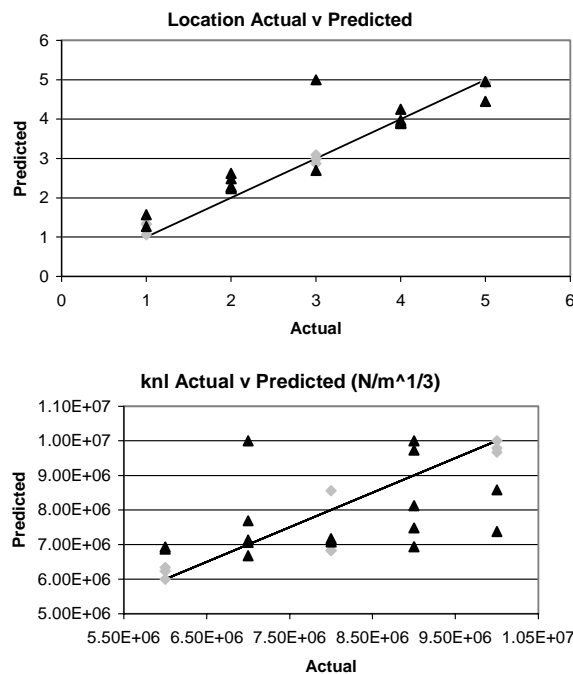 Location Actual v Predicted
6
5
4
3
2
1
0
Predicted
0 1 2 3 4 5 6
Actual
knl Actual v Predicted (N/m^1/3)
1.10E+07
1.00E+07
9.00E+06
8.00E+06
7.00E+06
6.00E+06
5.00E+06
Predicted
5.50E+06 6.50E+06 7.50E+06 8.50E+06 9.50E+06 1.05E+07
Actual